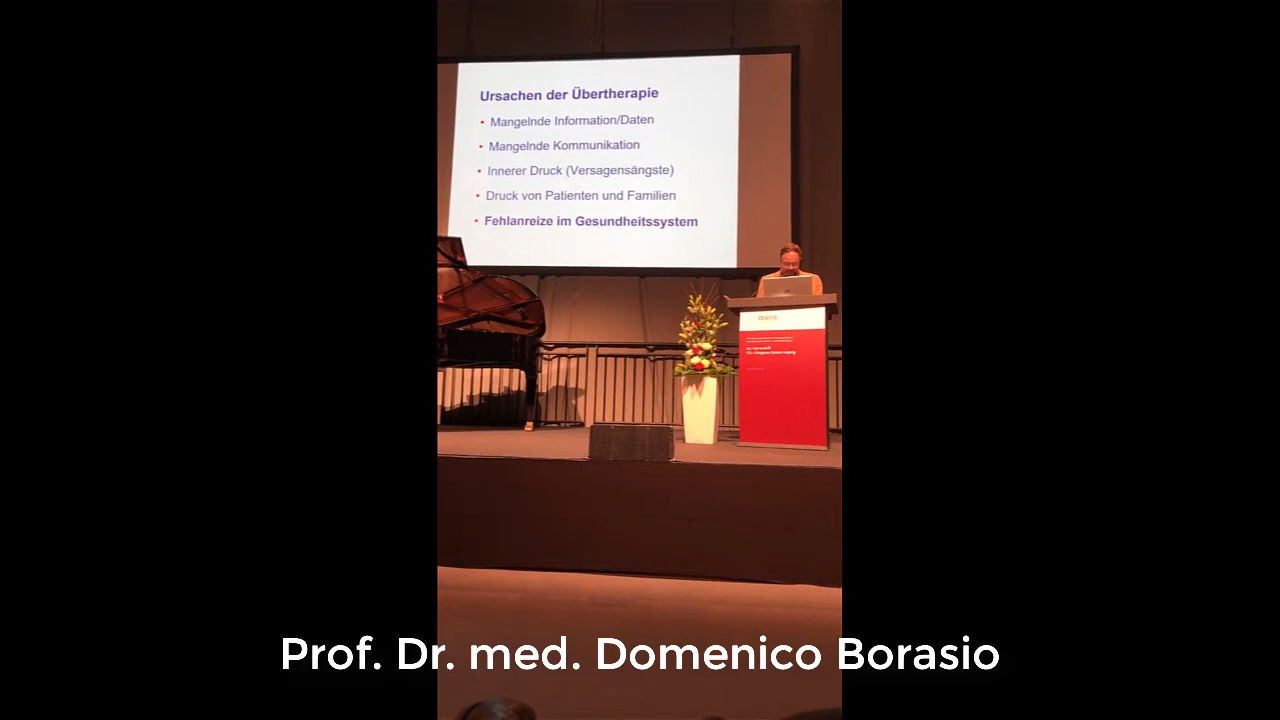 Ursachen der Übertherapie
• Mangelnde Information/Daten
• Mangelnde Kommunikation
• Innerer Druck (Versagensängste)
• Druck von Patienten und Familien
• Fehlanreize im Gesundheitssystem
Prof. Dr. med. Domenico Borasio